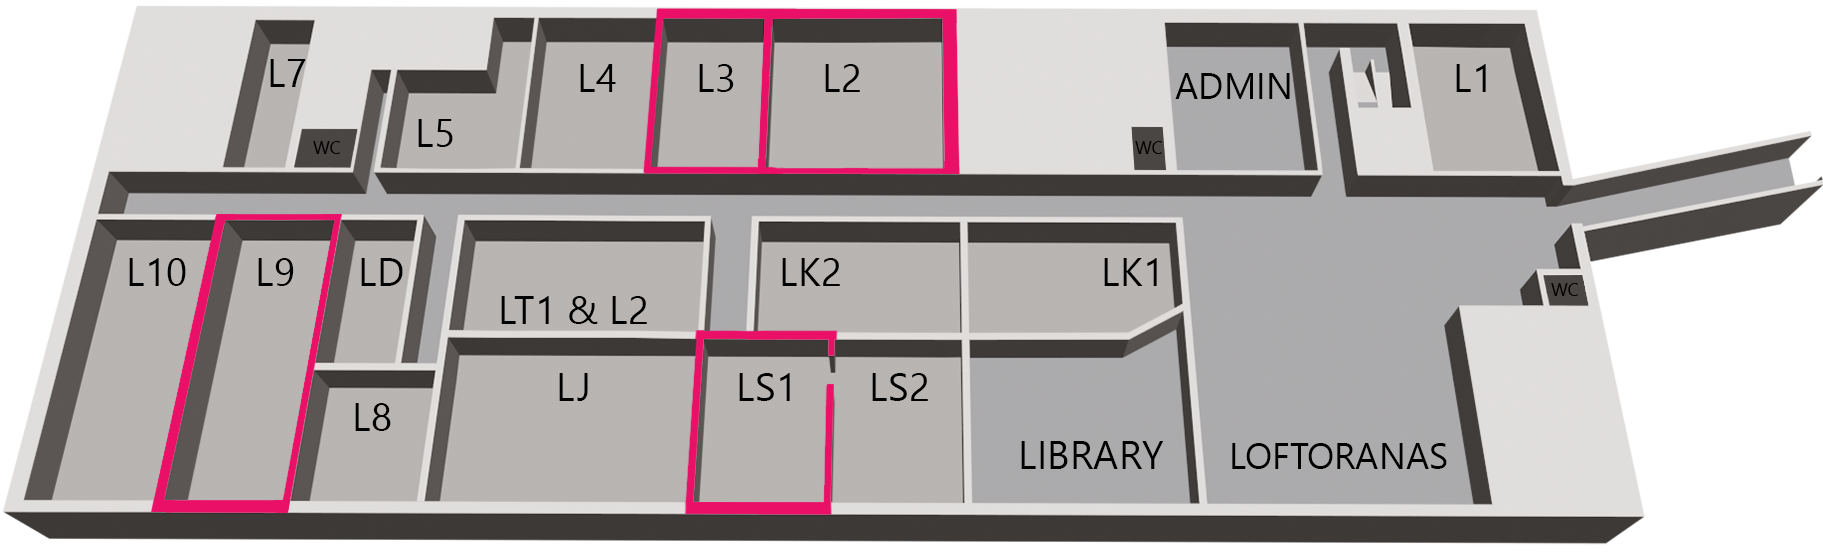 L7
L4
L3
L2
ADMIN
L1
L5
WC
WC
L10
L9
LD
LT1 & L2
LK2
LK1
WC
L8
LJ
LS1
LS2
LIBRARY
LOFTORANAS